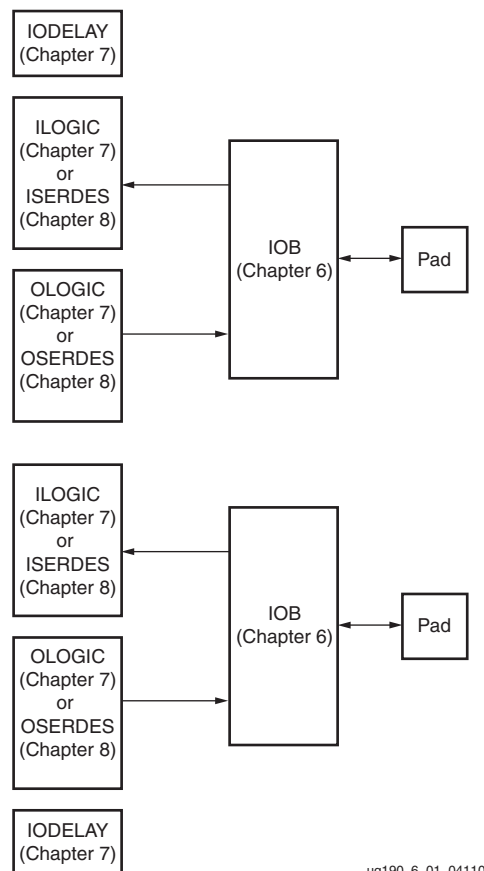 IODELAY
(Chapter 7)
ILOGIC
(Chapter 7)
or
ISERDES
(Chapter 8)
IOB
(Chapter 6)
Pad
OLOGIC
(Chapter 7)
or
OSERDES
(Chapter 8)
ILOGIC
(Chapter 7)
or
ISERDES
(Chapter 8)
IOB
(Chapter 6)
Pad
OLOGIC
(Chapter 7)
or
OSERDES
(Chapter 8)
IODELAY
(Chapter 7)